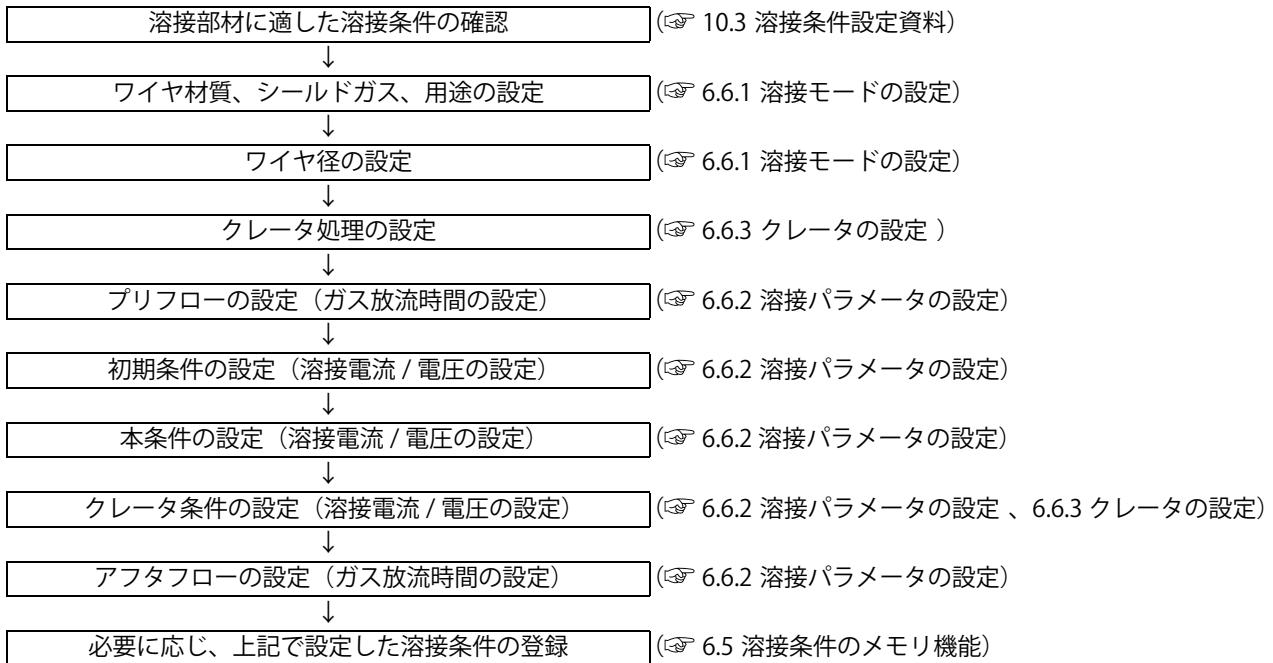 溶接部材に適した溶接条件の確認 (☞ 10.3 溶接条件設定資料)
↓
ワイヤ材質、シールドガス、用途の設定 (☞ 6.6.1 溶接モードの設定)
↓
ワイヤ径の設定 (☞ 6.6.1 溶接モードの設定)
↓
クレータ処理の設定 (☞ 6.6.3 クレータの設定 )
↓
プリフローの設定（ガス放流時間の設定） (☞ 6.6.2 溶接パラメータの設定)
↓
初期条件の設定（溶接電流 / 電圧の設定） (☞ 6.6.2 溶接パラメータの設定)
↓
本条件の設定（溶接電流 / 電圧の設定） (☞ 6.6.2 溶接パラメータの設定)
↓
クレータ条件の設定（溶接電流 / 電圧の設定） (☞ 6.6.2 溶接パラメータの設定 、6.6.3 クレータの設定)
↓
アフタフローの設定（ガス放流時間の設定） (☞ 6.6.2 溶接パラメータの設定)
↓
必要に応じ、上記で設定した溶接条件の登録 (☞ 6.5 溶接条件のメモリ機能)